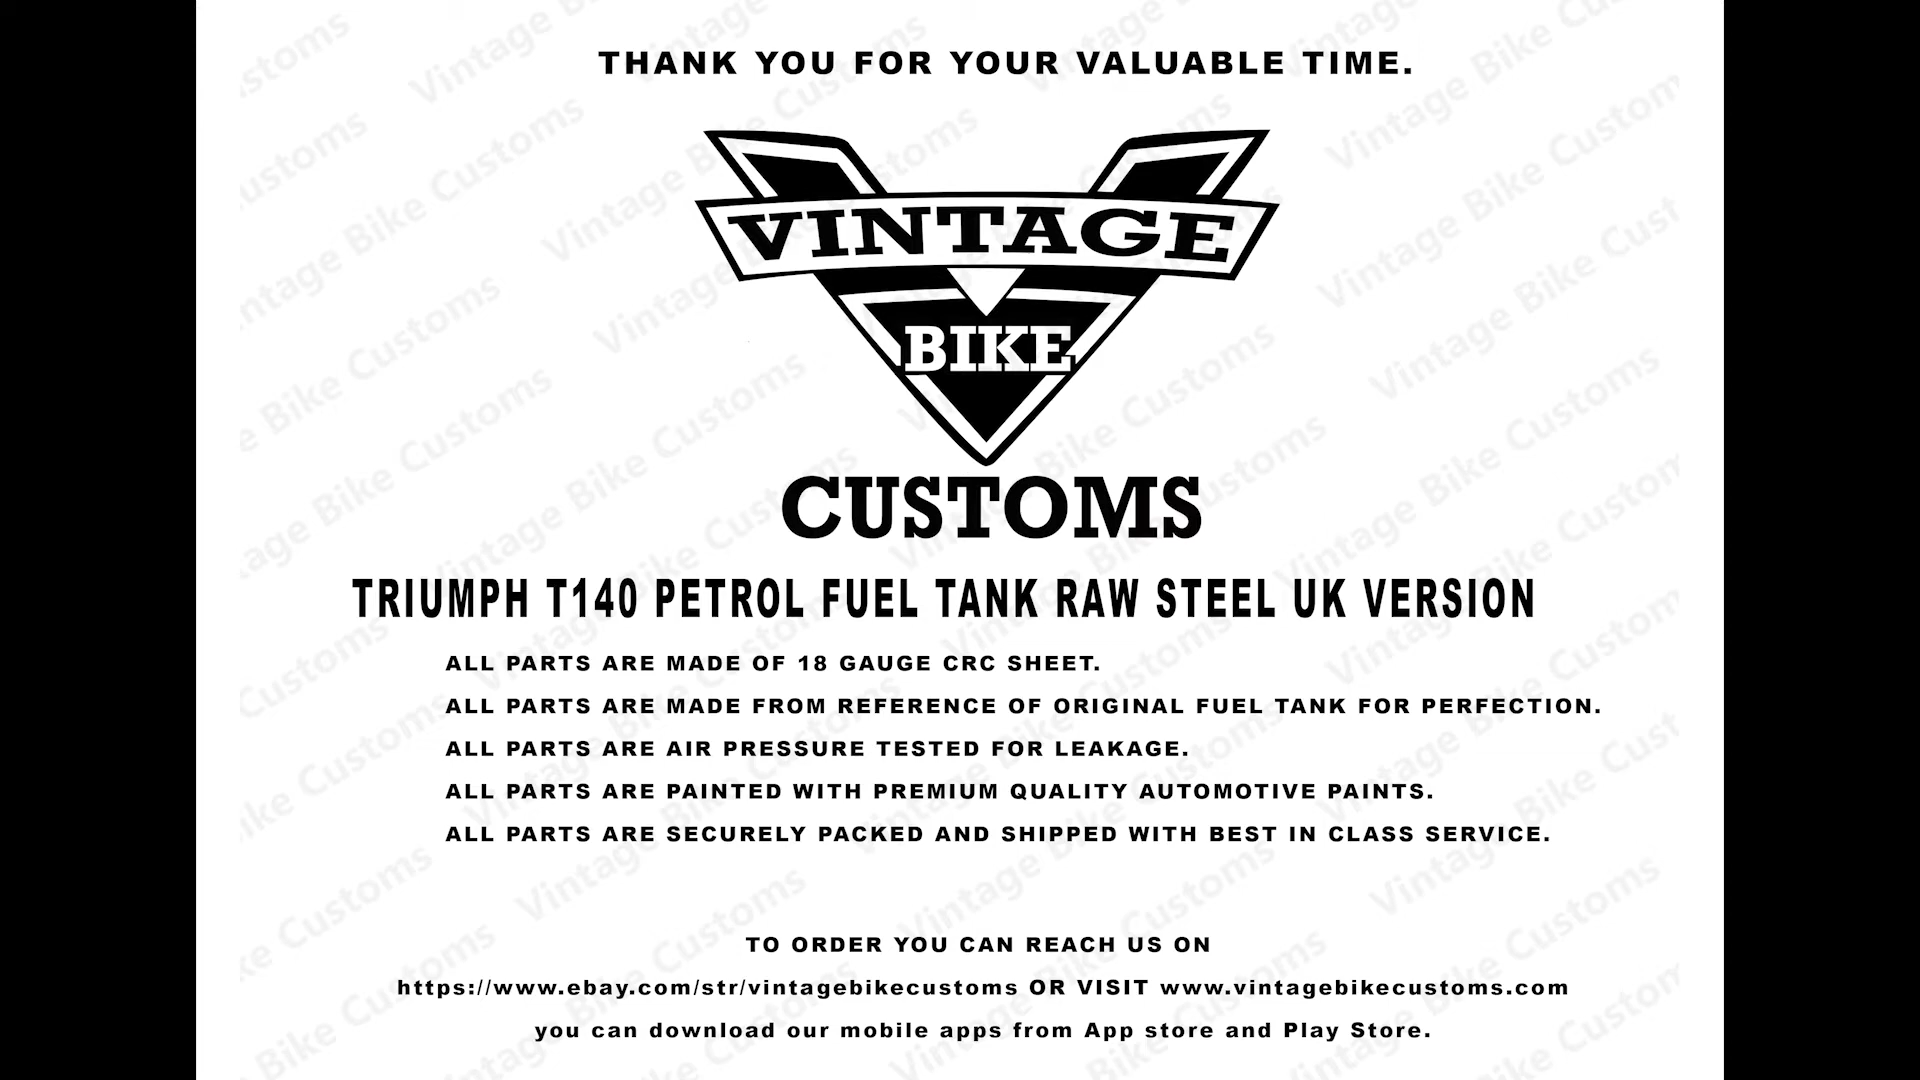 THANK YOU FOR YOUR VALUABLE TIME.
VINTAGE
BIKE
CUSTOMS
TRIUMPH T140 PETROL FUEL TANK RAW STEEL UK VERSION
ALL PARTS ARE MADE OF 18 GAUGE CRC SHEET.
ALL PARTS ARE MADE FROM REFERENCE OF ORIGINAL FUEL TANK FOR PERFECTION.
ALL PARTS ARE AIR PRESSURE TESTED FOR LEAKAGE.
ALL PARTS ARE PAINTED WITH PREMIUM QUALITY AUTOMOTIVE PAINTS.
ALL PARTS ARE SECURELY PACKED AND SHIPPED WITH BEST IN CLASS SERVICE.
TO ORDER YOU CAN REACH US ON
https://www.ebay.com/str/vintagebikecustoms OR VISIT www.vintagebikecustoms.com
you can download our mobile apps from App store and Play Store.
Vintage Bike Customs